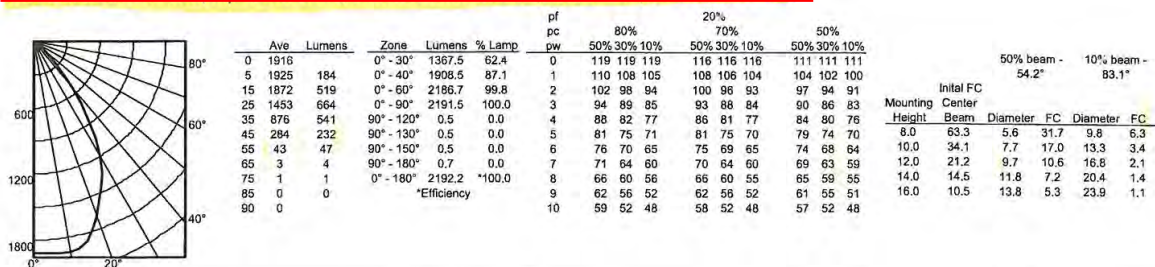 80°
600
60°
1200
40°
1800
0° 20°
Ave Lumens
0 1916
5 1925 184
15 1872 519
25 1453 664
35 876 541
45 284 232
55 43 47
65 3 4
75 1 1
85 0 0
90 0
Zone Lumens % Lamp
0° - 30° 1367.5 62.4
0° - 40° 1908.5 87.1
0° - 60° 2186.7 99.8
0° - 90° 2191.5 100.0
90° - 120° 0.5 0.0
90° - 130° 0.5 0.0
90° - 150° 0.5 0.0
90° - 180° 0.7 0.0
0° - 180° 2192.2 *100.0
*Efficiency
pf 20%
pc 80% 70% 50%
pw 50% 30% 10% 50% 30% 10% 50% 30% 10%
0 119 119 119 116 116 116 111 111 111
1 110 108 105 108 106 104 104 102 100
2 102 98 94 100 96 93 97 94 91
3 94 89 85 93 88 84 90 86 83
4 88 82 77 86 81 77 84 80 76
5 81 75 71 81 75 70 79 74 70
6 76 70 65 75 69 65 74 68 64
7 71 64 60 70 64 60 69 63 59
8 66 60 56 66 60 55 65 59 55
9 62 56 52 62 56 52 61 55 51
10 59 52 48 58 52 48 57 52 48
50% beam - 10% beam -
54.2° 83.1°
Inital FC
Mounting Center
Height Beam Diameter FC Diameter FC
8.0 63.3 5.6 31.7 9.8 6.3
10.0 34.1 7.7 17.0 13.3 3.4
12.0 21.2 9.7 10.6 16.8 2.1
14.0 14.5 11.8 7.2 20.4 1.4
16.0 10.5 13.8 5.3 23.9 1.1